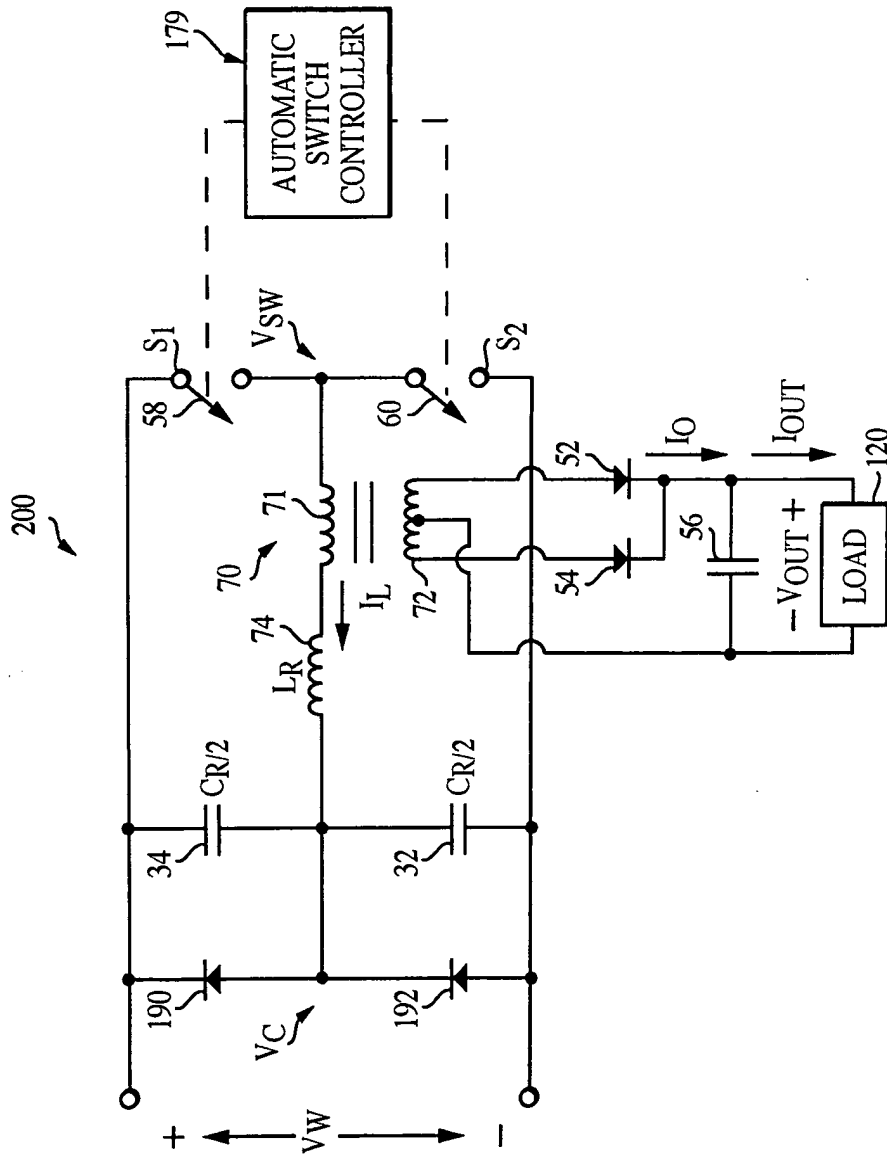 200
179
AUTOMATIC
SWITCH
CONTROLLER
S1
58
VSW
60
S2
70
71
IL
72
74
LR
CR/2
34
CR/2
32
190
VC
192
+
VW
−
52
54
IO
IOUT
56
− VOUT +
LOAD
120